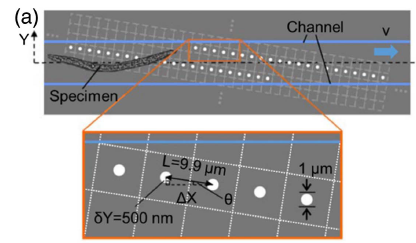 (a)
Channel
Y
v
Specimen
L=9.9 μm
1 μm
ΔX
θ
δY=500 nm